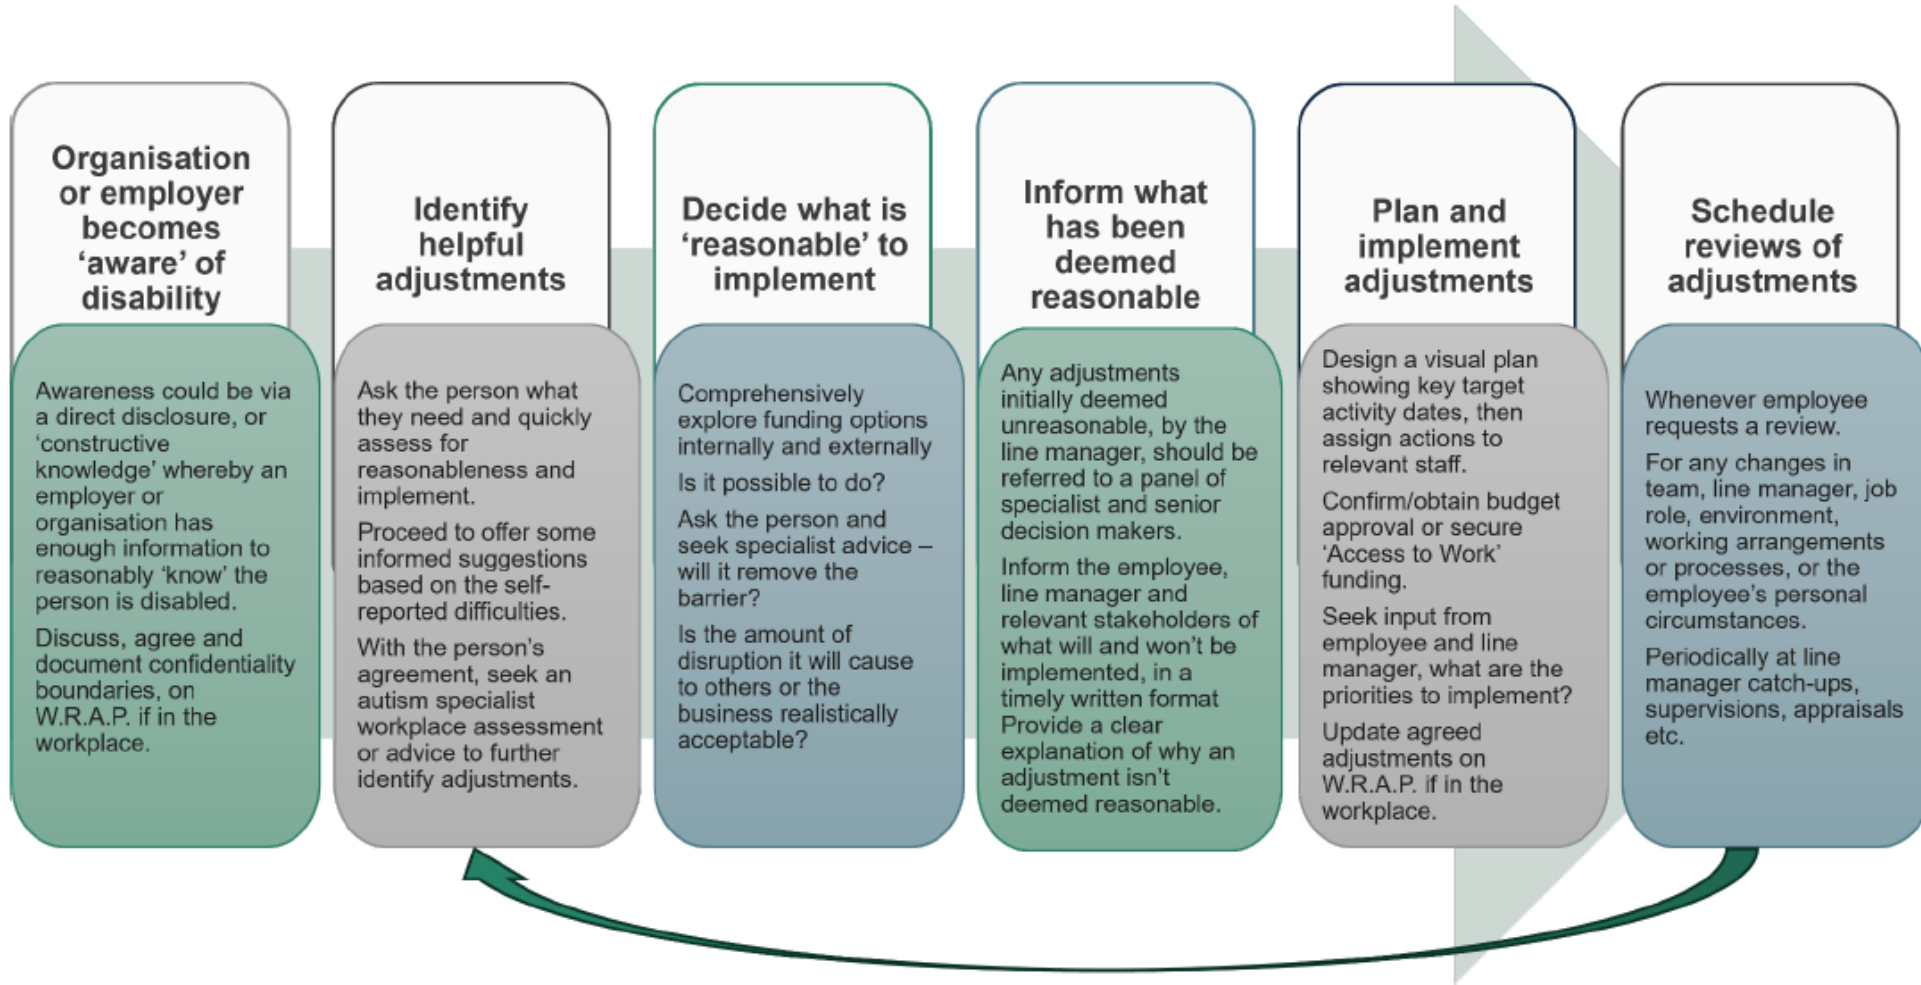 Organisation
or employer
becomes
‘aware’ of
disability
Awareness could be via
a direct disclosure, or
‘constructive
knowledge’ whereby an
employer or
organisation has
enough information to
reasonably ‘know’ the
person is disabled.
Discuss, agree and
document confidentiality
boundaries, on
W.R.A.P. if in the
workplace.
Identify
helpful
adjustments
Ask the person what
they need and quickly
assess for
reasonableness and
implement.
Proceed to offer some
informed suggestions
based on the self-
reported difficulties.
With the person’s
agreement, seek an
autism specialist
workplace assessment
or advice to further
identify adjustments.
Decide what is
‘reasonable’ to
implement
Comprehensively
explore funding options
internally and externally
Is it possible to do?
Ask the person and
seek specialist advice –
will it remove the
barrier?
Is the amount of
disruption it will cause
to others or the
business realistically
acceptable?
Inform what
has been
deemed
reasonable
Any adjustments
initially deemed
unreasonable, by the
line manager, should be
referred to a panel of
specialist and senior
decision makers.
Inform the employee,
line manager and
relevant stakeholders of
what will and won’t be
implemented, in a
timely written format
Provide a clear
explanation of why an
adjustment isn’t
deemed reasonable.
Plan and
implement
adjustments
Design a visual plan
showing key target
activity dates, then
assign actions to
relevant staff.
Confirm/obtain budget
approval or secure
‘Access to Work’
funding.
Seek input from
employee and line
manager, what are the
priorities to implement?
Update agreed
adjustments on
W.R.A.P. if in the
workplace.
Schedule
reviews of
adjustments
Whenever employee
requests a review.
For any changes in
team, line manager, job
role, environment,
working arrangements
or processes, or the
employee’s personal
circumstances.
Periodically at line
manager catch-ups,
supervisions, appraisals
etc.